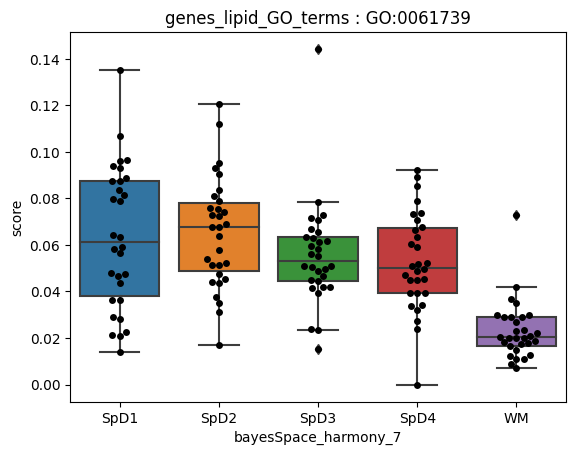 genes_lipid_GO_terms : GO:0061739
0.14
0.12
0.10
0.08
0.06
0.04
0.02
0.00
score
SpD1 SpD2 SpD3 SpD4 WM
bayesSpace_harmony_7